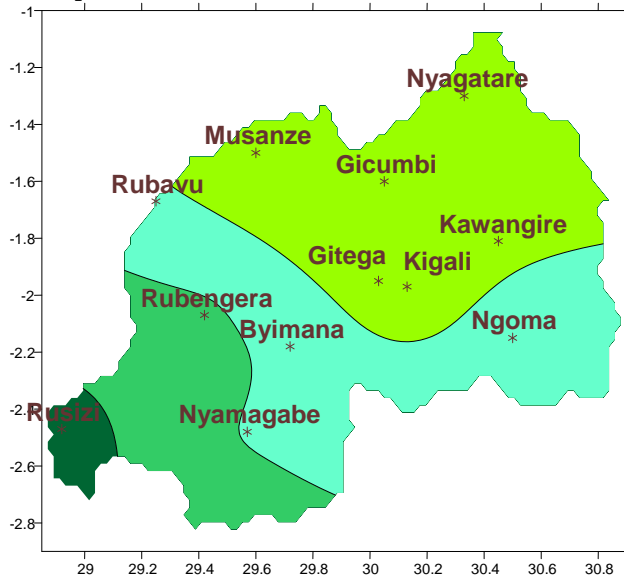 -1
-1.2
Nyagatare
-1.4
Musanze
Gicumbi
-1.6
Rubavu
Kawangire
-1.8
Gitega
Kigali
-2
Rubengera
Byimana
Ngoma
-2.2
-2.4
Rusizi
Nyamagabe
-2.6
-2.8
29 29.2 29.4 29.6 29.8 30 30.2 30.4 30.6 30.8